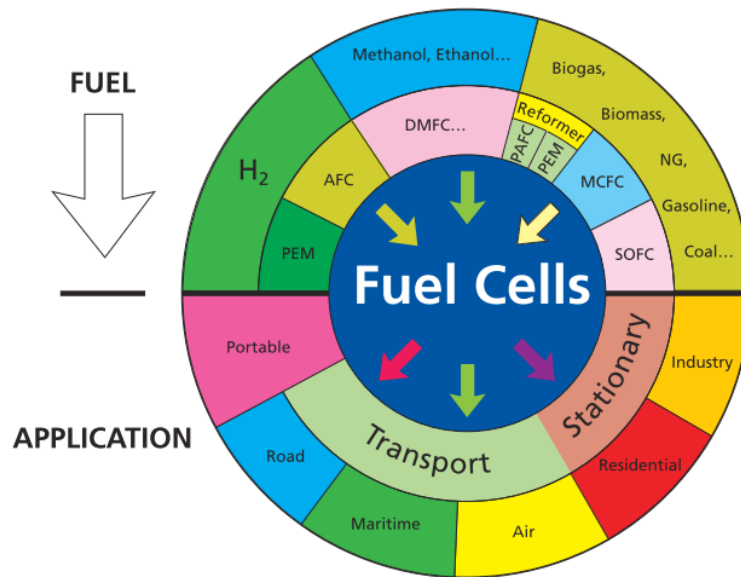 FUEL
Methanol, Ethanol...
Biogas,
Biomass,
NG,
Gasoline,
Coal...
H₂
DMFC...
Reformer
PAFC
PEM
AFC
MCFC
PEM
SOFC
Fuel Cells
APPLICATION
Portable
Transport
Stationary
Industry
Road
Residential
Maritime
Air